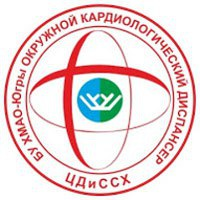 БУ ХМАО-Югры ОКРУЖНОЙ КАРДИОЛОГИЧЕСКИЙ ДИСПАНСЕР
ЦДиССХ